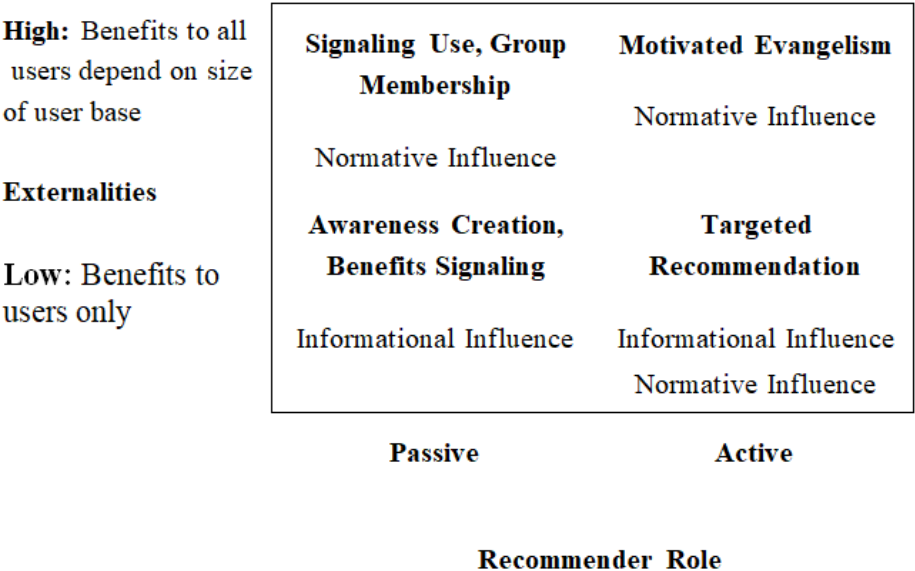 High: Benefits to all
users depend on size
of user base
Externalities
Low: Benefits to
users only
Signaling Use, Group
Membership
Normative Influence
Motivated Evangelism
Normative Influence
Awareness Creation,
Benefits Signaling
Informational Influence
Targeted
Recommendation
Informational Influence
Normative Influence
Passive
Active
Recommender Role